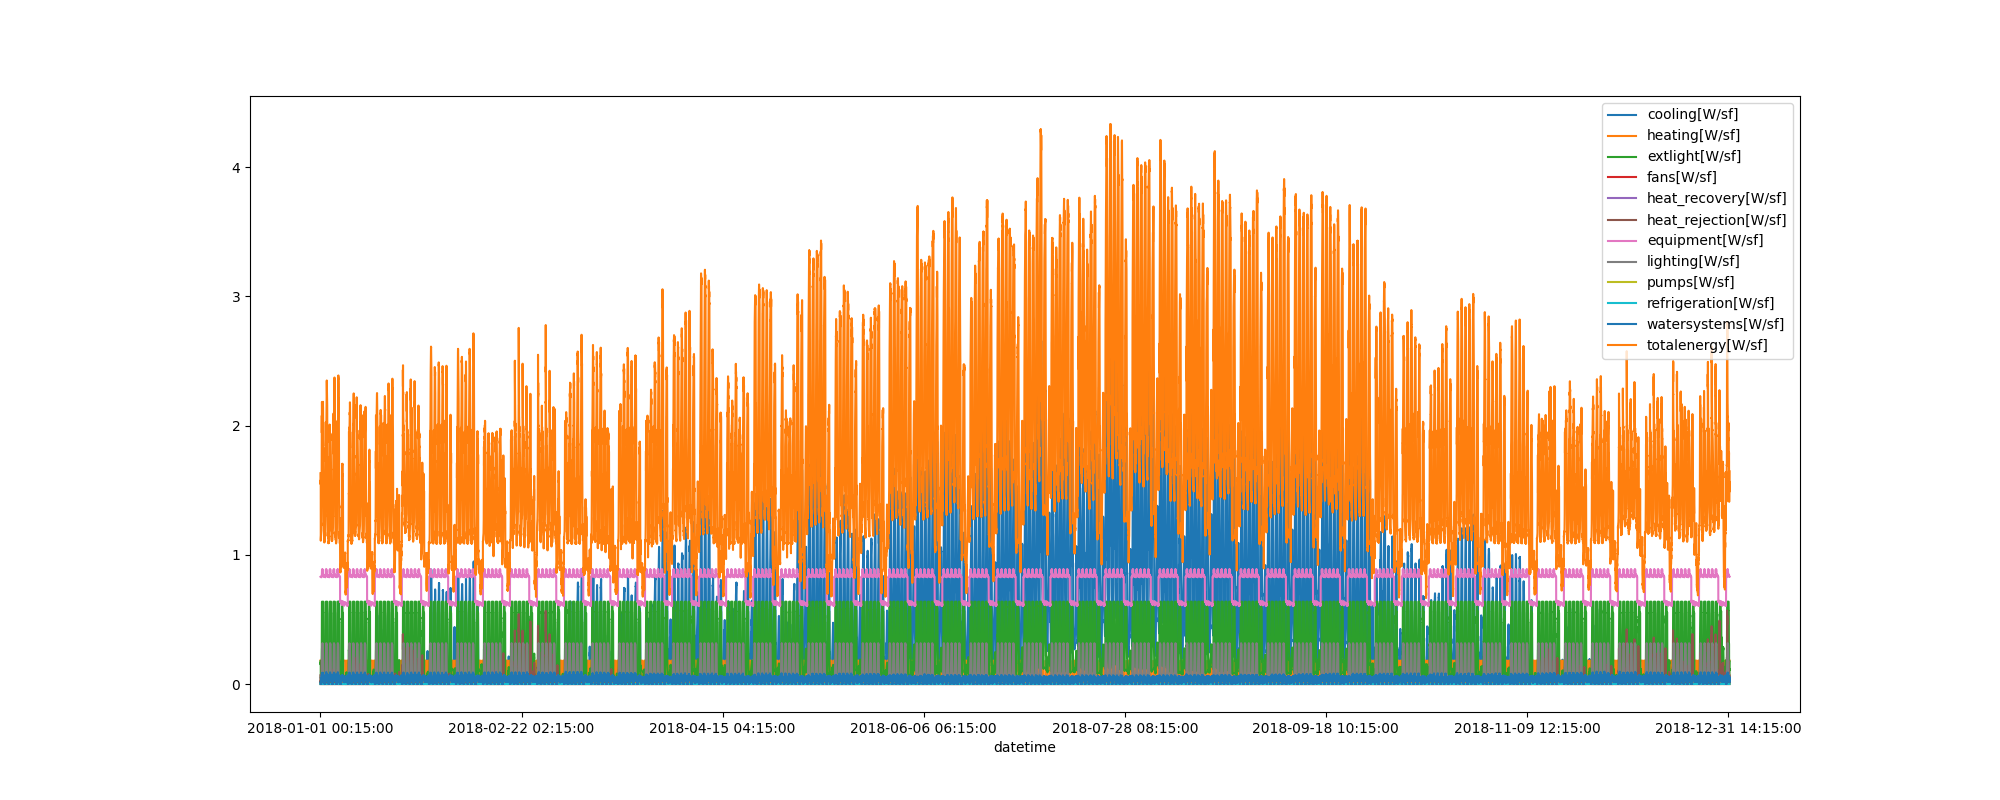 cooling[W/sf]
heating[W/sf]
extlight[W/sf]
fans[W/sf]
heat_recovery[W/sf]
heat_rejection[W/sf]
equipment[W/sf]
lighting[W/sf]
pumps[W/sf]
refrigeration[W/sf]
watersystems[W/sf]
totalenergy[W/sf]
4
3
2
1
0
2018-01-01 00:15:00 2018-02-22 02:15:00 2018-04-15 04:15:00 2018-06-06 06:15:00 2018-07-28 08:15:00 2018-09-18 10:15:00 2018-11-09 12:15:00 2018-12-31 14:15:00
datetime